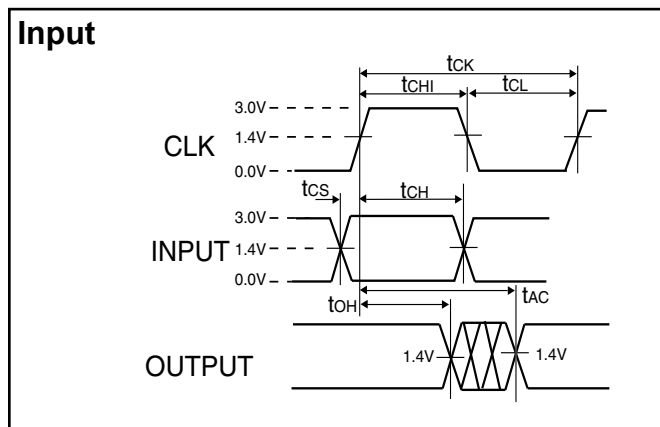 Input
tCK
tCHI
tCL
3.0V
1.4V
0.0V
CLK
tCS
tCH
3.0V
INPUT 1.4V
0.0V
tAC
tOH
1.4V
1.4V
OUTPUT